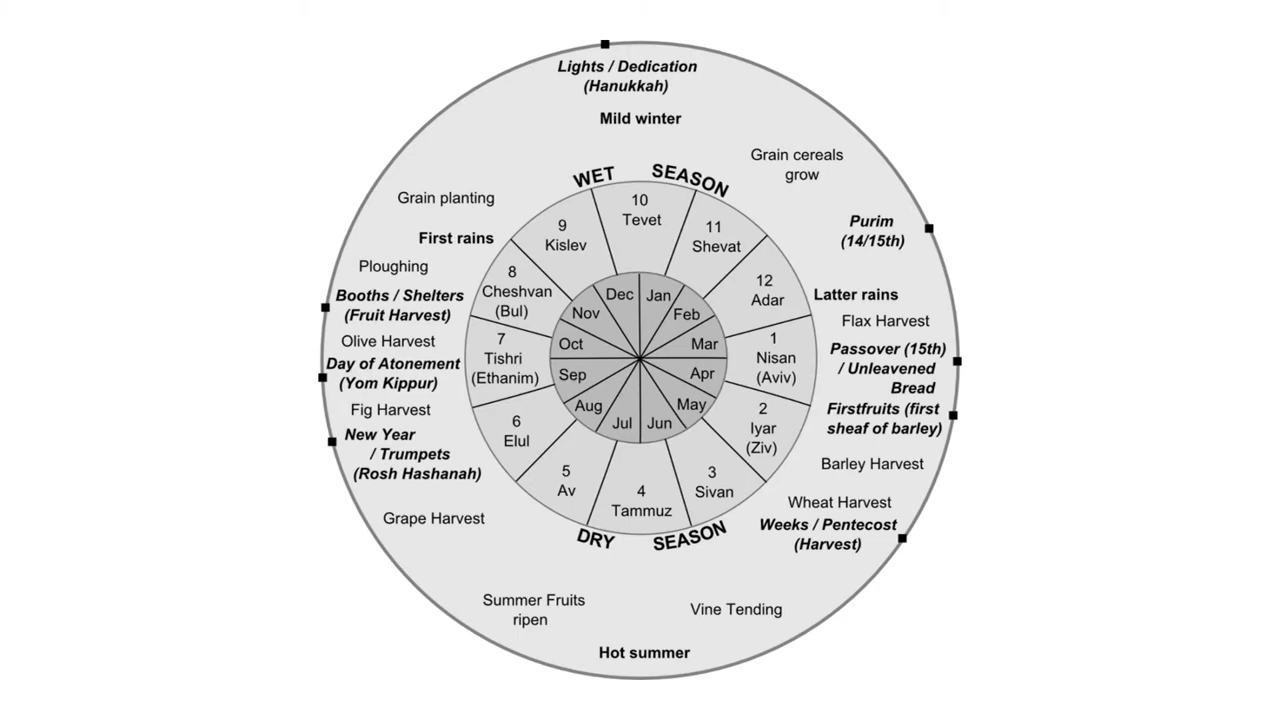 Lights / Dedication
(Hanukkah)
Mild winter
Grain cereals
grow
WET SEASON
Grain planting
First rains
Ploughing
Booths / Shelters
(Fruit Harvest)
Olive Harvest
Day of Atonement
(Yom Kippur)
Fig Harvest
New Year
/ Trumpets
(Rosh Hashanah)
Grape Harvest
Summer Fruits
ripen
Hot summer
Purim
(14/15th)
Latter rains
Flax Harvest
Passover (15th)
/ Unleavened
Bread
Firstfruits (first
sheaf of barley)
Barley Harvest
Wheat Harvest
Weeks / Pentecost
(Harvest)
Vine Tending
DRY SEASON
10
Tevet
11
Shevat
12
Adar
1
Nisan
(Aviv)
2
Iyar
(Ziv)
3
Sivan
4
Tammuz
5
Av
6
Elul
7
Tishri
(Ethanim)
8
Cheshvan
(Bul)
9
Kislev
Jan
Feb
Mar
Apr
May
Jun
Jul
Aug
Sep
Oct
Nov
Dec